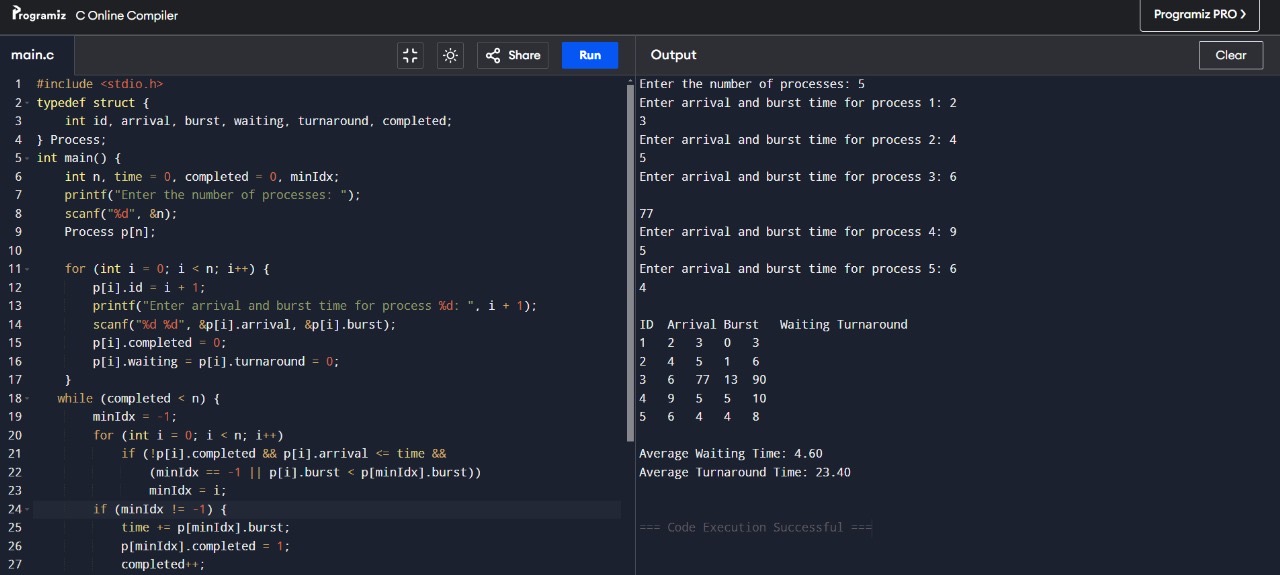 Programiz C Online Compiler
Programiz PRO >
main.c
Share
Run
Output
Clear
1 #include <stdio.h>
2 typedef struct {
3 int id, arrival, burst, waiting, turnaround, completed;
4 } Process;
5 int main() {
6 int n, time = 0, completed = 0, minIdx;
7 printf("Enter the number of processes: ");
8 scanf("%d", &n);
9 Process p[n];
10
11 for (int i = 0; i < n; i++) {
12 p[i].id = i + 1;
13 printf("Enter arrival and burst time for process %d: ", i + 1);
14 scanf("%d %d", &p[i].arrival, &p[i].burst);
15 p[i].completed = 0;
16 p[i].waiting = p[i].turnaround = 0;
17 }
18 while (completed < n) {
19 minIdx = -1;
20 for (int i = 0; i < n; i++)
21 if (!p[i].completed && p[i].arrival <= time &&
22 (minIdx == -1 || p[i].burst < p[minIdx].burst))
23 minIdx = i;
24 if (minIdx != -1) {
25 time += p[minIdx].burst;
26 p[minIdx].completed = 1;
27 completed++;
Enter the number of processes: 5
Enter arrival and burst time for process 1: 2
3
Enter arrival and burst time for process 2: 4
5
Enter arrival and burst time for process 3: 6
77
Enter arrival and burst time for process 4: 9
5
Enter arrival and burst time for process 5: 6
4
ID Arrival Burst Waiting Turnaround
1 2 3 0 3
2 4 5 1 6
3 6 77 13 90
4 9 5 5 10
5 6 4 4 8
Average Waiting Time: 4.60
Average Turnaround Time: 23.40
=== Code Execution Successful ===